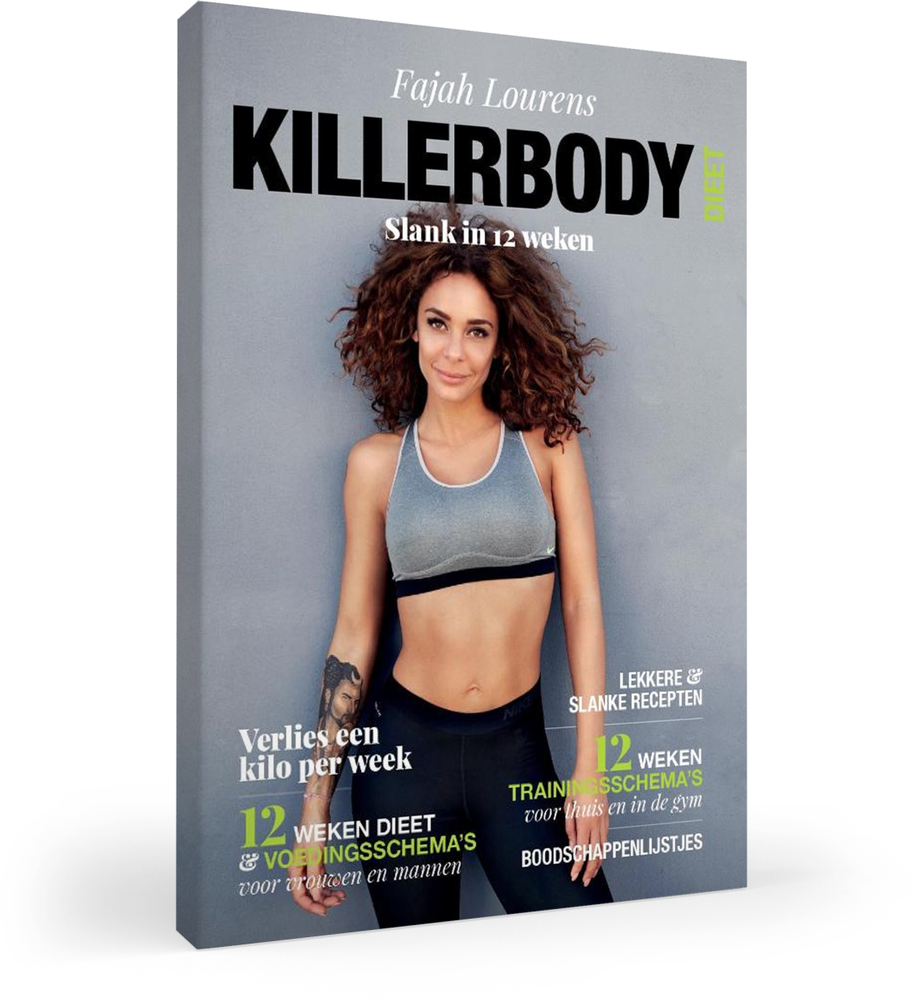 Fajah Lourens
KILLERBODY
DIEET
Slank in 12 weken
LEKKERE &
SLANKE RECEPTEN
Verlies een
kilo per week
12 WEKEN
TRAININGSSCHEMA'S
voor thuis en in de gym
12 WEKEN DIEET
& VOEDINGSSCHEMA'S
voor vrouwen en mannen
BOODSCHAPPENLIJSTJES
NIKE